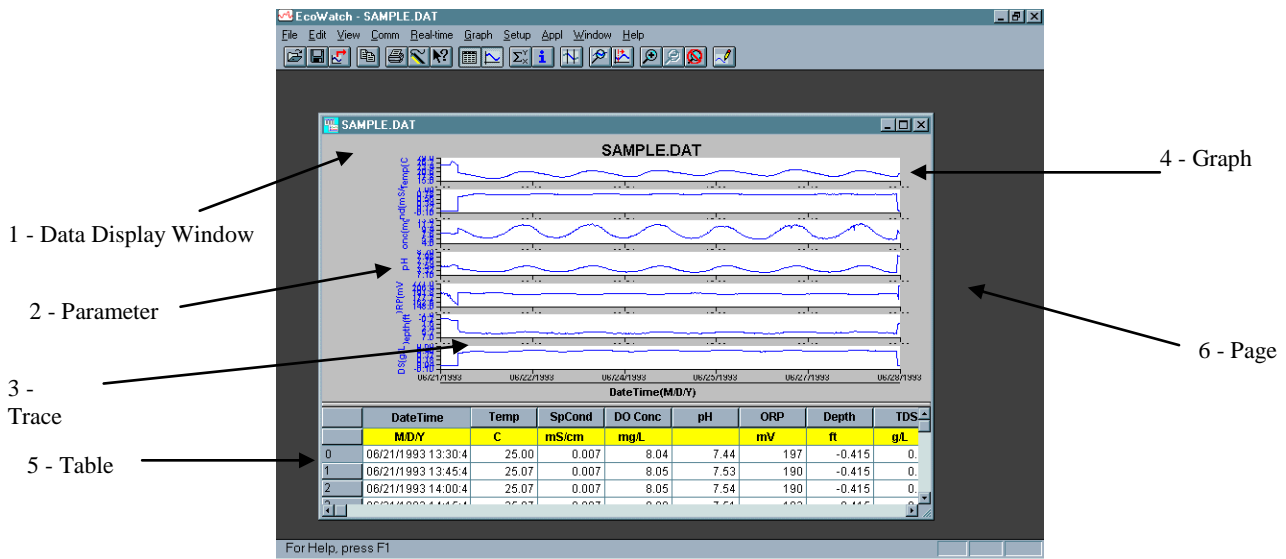 EcoWatch - SAMPLE.DAT
File Edit View Comm Real-time Graph Setup Appl Window Help
SAMPLE.DAT
SAMPLE.DAT
4 - Graph
1 - Data Display Window
pH
2 - Parameter
6 - Page
3 -
Trace
06/21/1993 06/22/1993 06/24/1993 06/25/1993 06/27/1993 06/28/1993
DateTime(M/D/Y)
DateTime Temp SpCond DO Conc pH ORP Depth TDS
M/D/Y C mS/cm mg/L mV ft g/L
5 - Table
0 06/21/1993 13:30:4 25.00 0.007 8.04 7.44 197 -0.415 0.
1 06/21/1993 13:45:4 25.07 0.007 8.05 7.53 190 -0.415 0.
2 06/21/1993 14:00:4 25.07 0.007 8.05 7.54 190 -0.415 0.
For Help, press F1